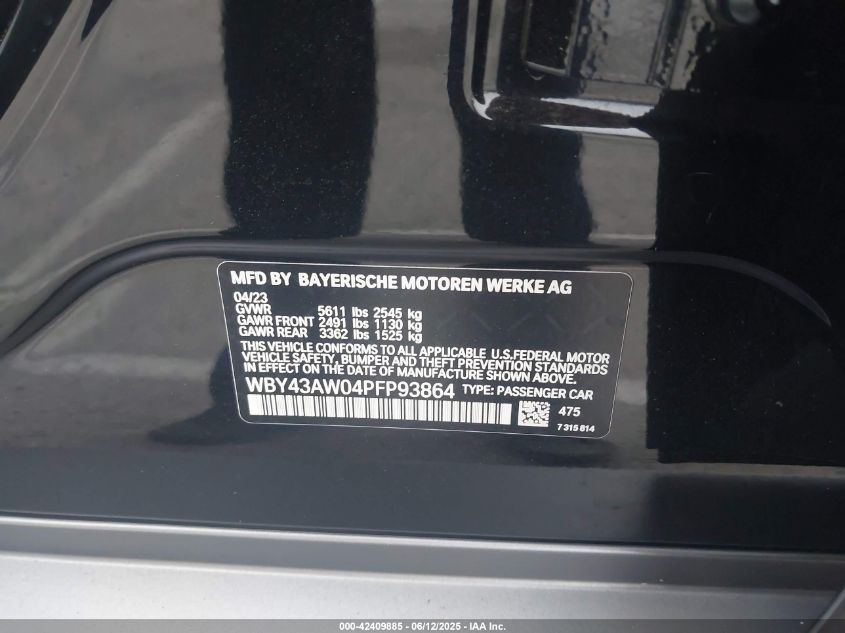 MFD BY BAYERISCHE MOTOREN WERKE AG
04/23
GVWR 5611 lbs 2545 kg
GAWR FRONT 2491 lbs 1130 kg
GAWR REAR 3362 lbs 1525 kg
THIS VEHICLE CONFORMS TO ALL APPLICABLE U.S.FEDERAL MOTOR
VEHICLE SAFETY, BUMPER AND THEFT PREVENTION STANDARDS
IN EFFECT ON THE DATE OF MANUFACTURE SHOWN ABOVE.
WBY43AW04PFP93864 TYPE: PASSENGER CAR
475
7 315 814
000-42409885 - 06/12/2025 - IAA Inc.